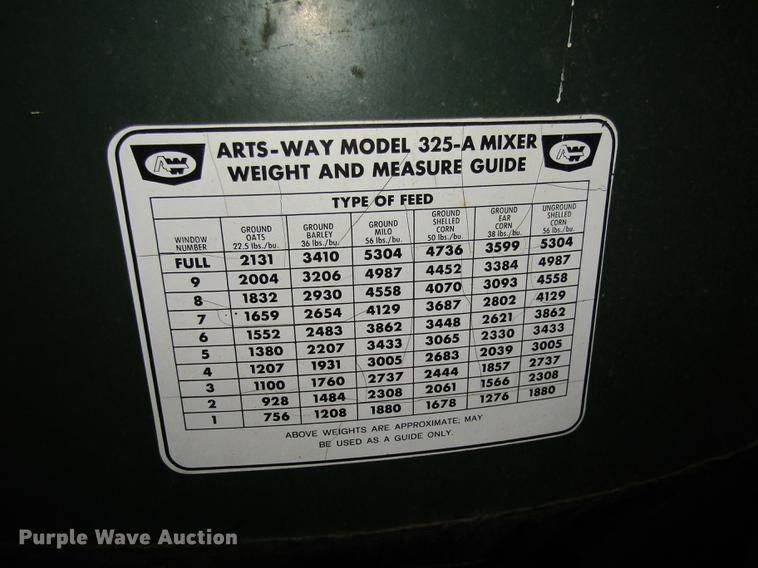 AW
ARTS-WAY MODEL 325-A MIXER
WEIGHT AND MEASURE GUIDE
AW
TYPE OF FEED
WINDOW NUMBER GROUND OATS 22.5 lbs./bu. GROUND BARLEY 36 lbs./bu. GROUND MILO 56 lbs./bu. GROUND SHELLED CORN 50 lbs./bu. GROUND EAR CORN 38 lbs./bu. UNGROUND SHELLED CORN 56 lbs./bu.
FULL 2131 3410 5304 4736 3599 5304
9 2004 3206 4987 4452 3384 4987
8 1832 2930 4558 4070 3093 4558
7 1659 2654 4129 3687 2802 4129
6 1552 2483 3862 3448 2621 3862
5 1380 2207 3433 3065 2330 3433
4 1207 1931 3005 2683 2039 3005
3 1100 1760 2737 2444 1857 2737
2 928 1484 2308 2061 1566 2308
1 756 1208 1880 1678 1276 1880
ABOVE WEIGHTS ARE APPROXIMATE; MAY
BE USED AS A GUIDE ONLY.
Purple Wave Auction